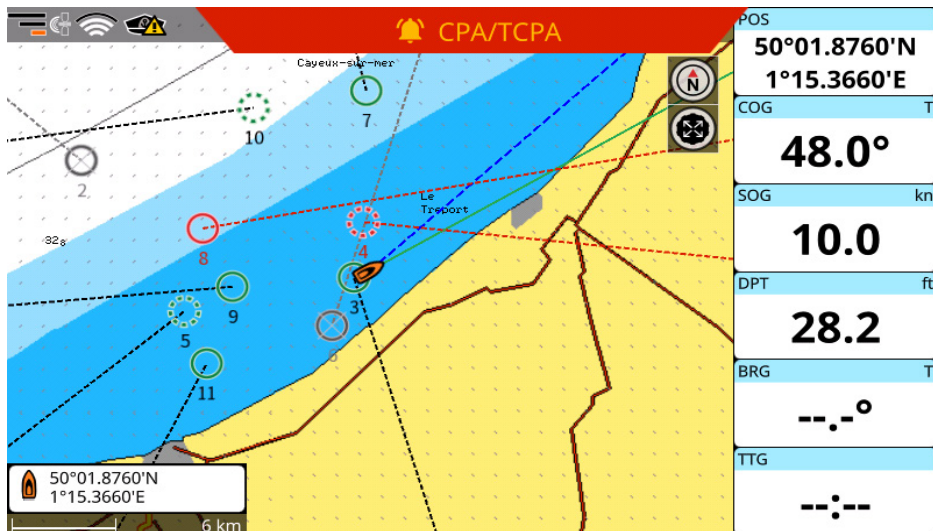 CPA/TCPA
N
Cayeux-sur-mer
7
10
2
Le
Treport
32₈
8
4
3
9
5
6
11
50°01.8760'N
1°15.3660'E
6 km
POS
50°01.8760'N
1°15.3660'E
COG T
48.0°
SOG kn
10.0
DPT ft
28.2
BRG T
--.-°
TTG
--:--